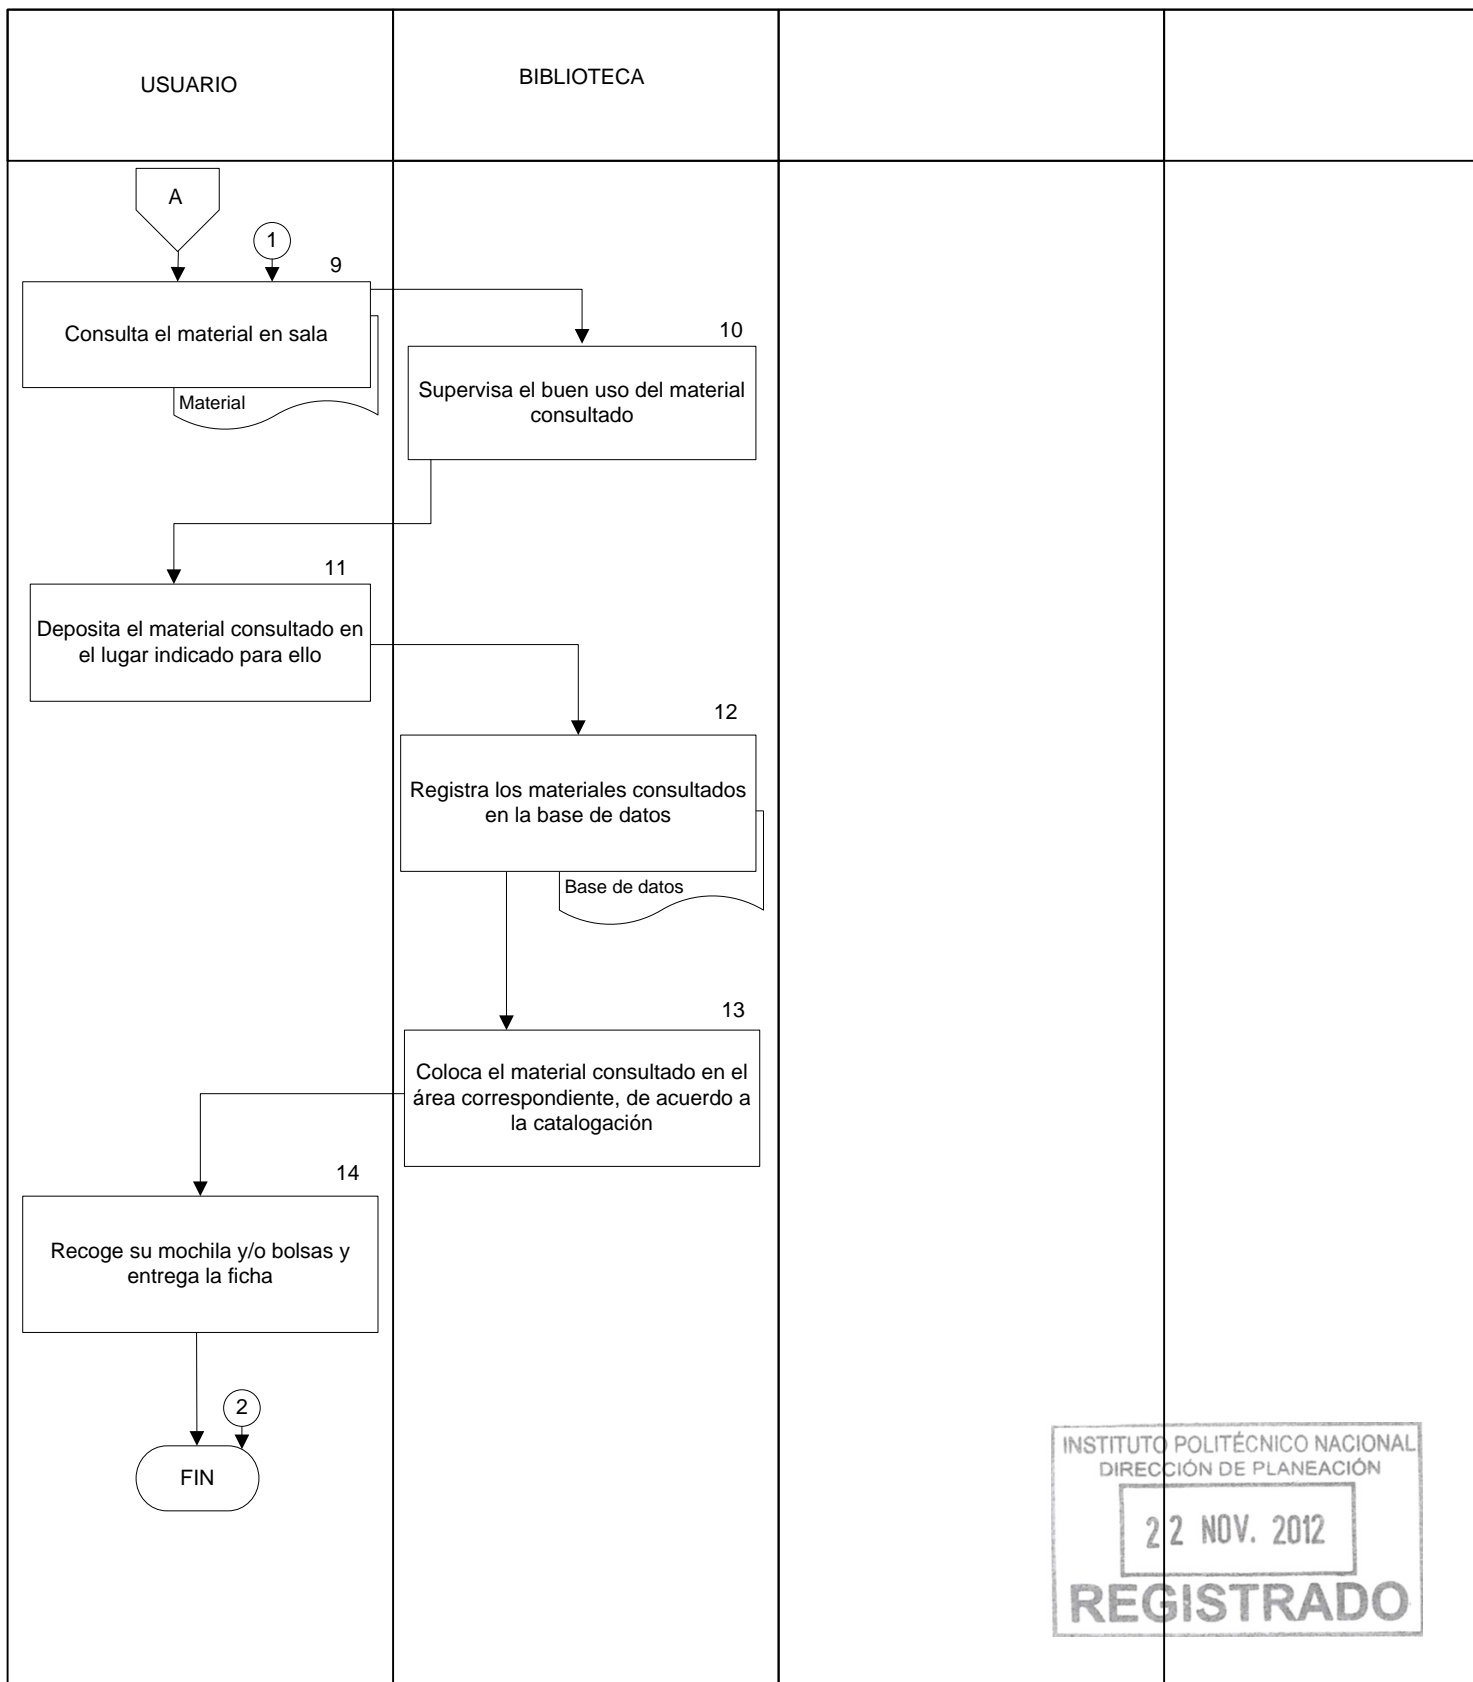 USUARIO
BIBLIOTECA
A
1
9
Consulta el material en sala
Material
10
Supervisa el buen uso del material
consultado
11
Deposita el material consultado en
el lugar indicado para ello
12
Registra los materiales consultados
en la base de datos
Base de datos
13
Coloca el material consultado en el
área correspondiente, de acuerdo a
la catalogación
14
Recoge su mochila y/o bolsas y
entrega la ficha
2
FIN
INSTITUTO POLITÉCNICO NACIONAL
DIRECCIÓN DE PLANEACIÓN
22 NOV. 2012
REGISTRADO